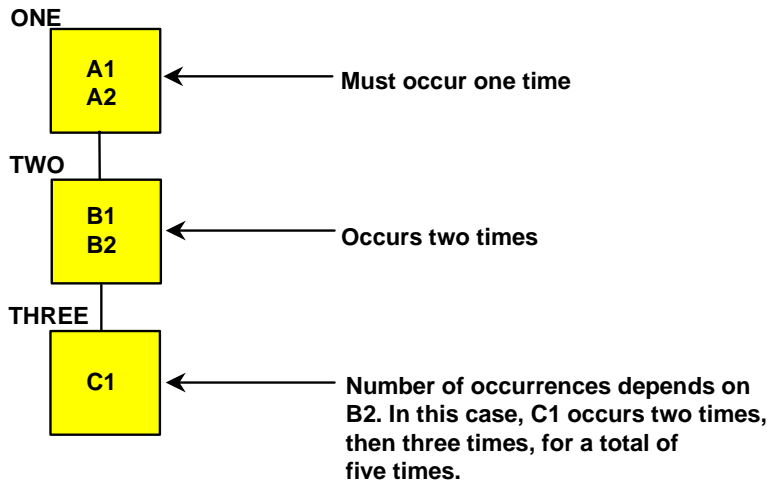 ONE
A1
A2
Must occur one time
TWO
B1
B2
Occurs two times
THREE
C1
Number of occurrences depends on
B2. In this case, C1 occurs two times,
then three times, for a total of
five times.